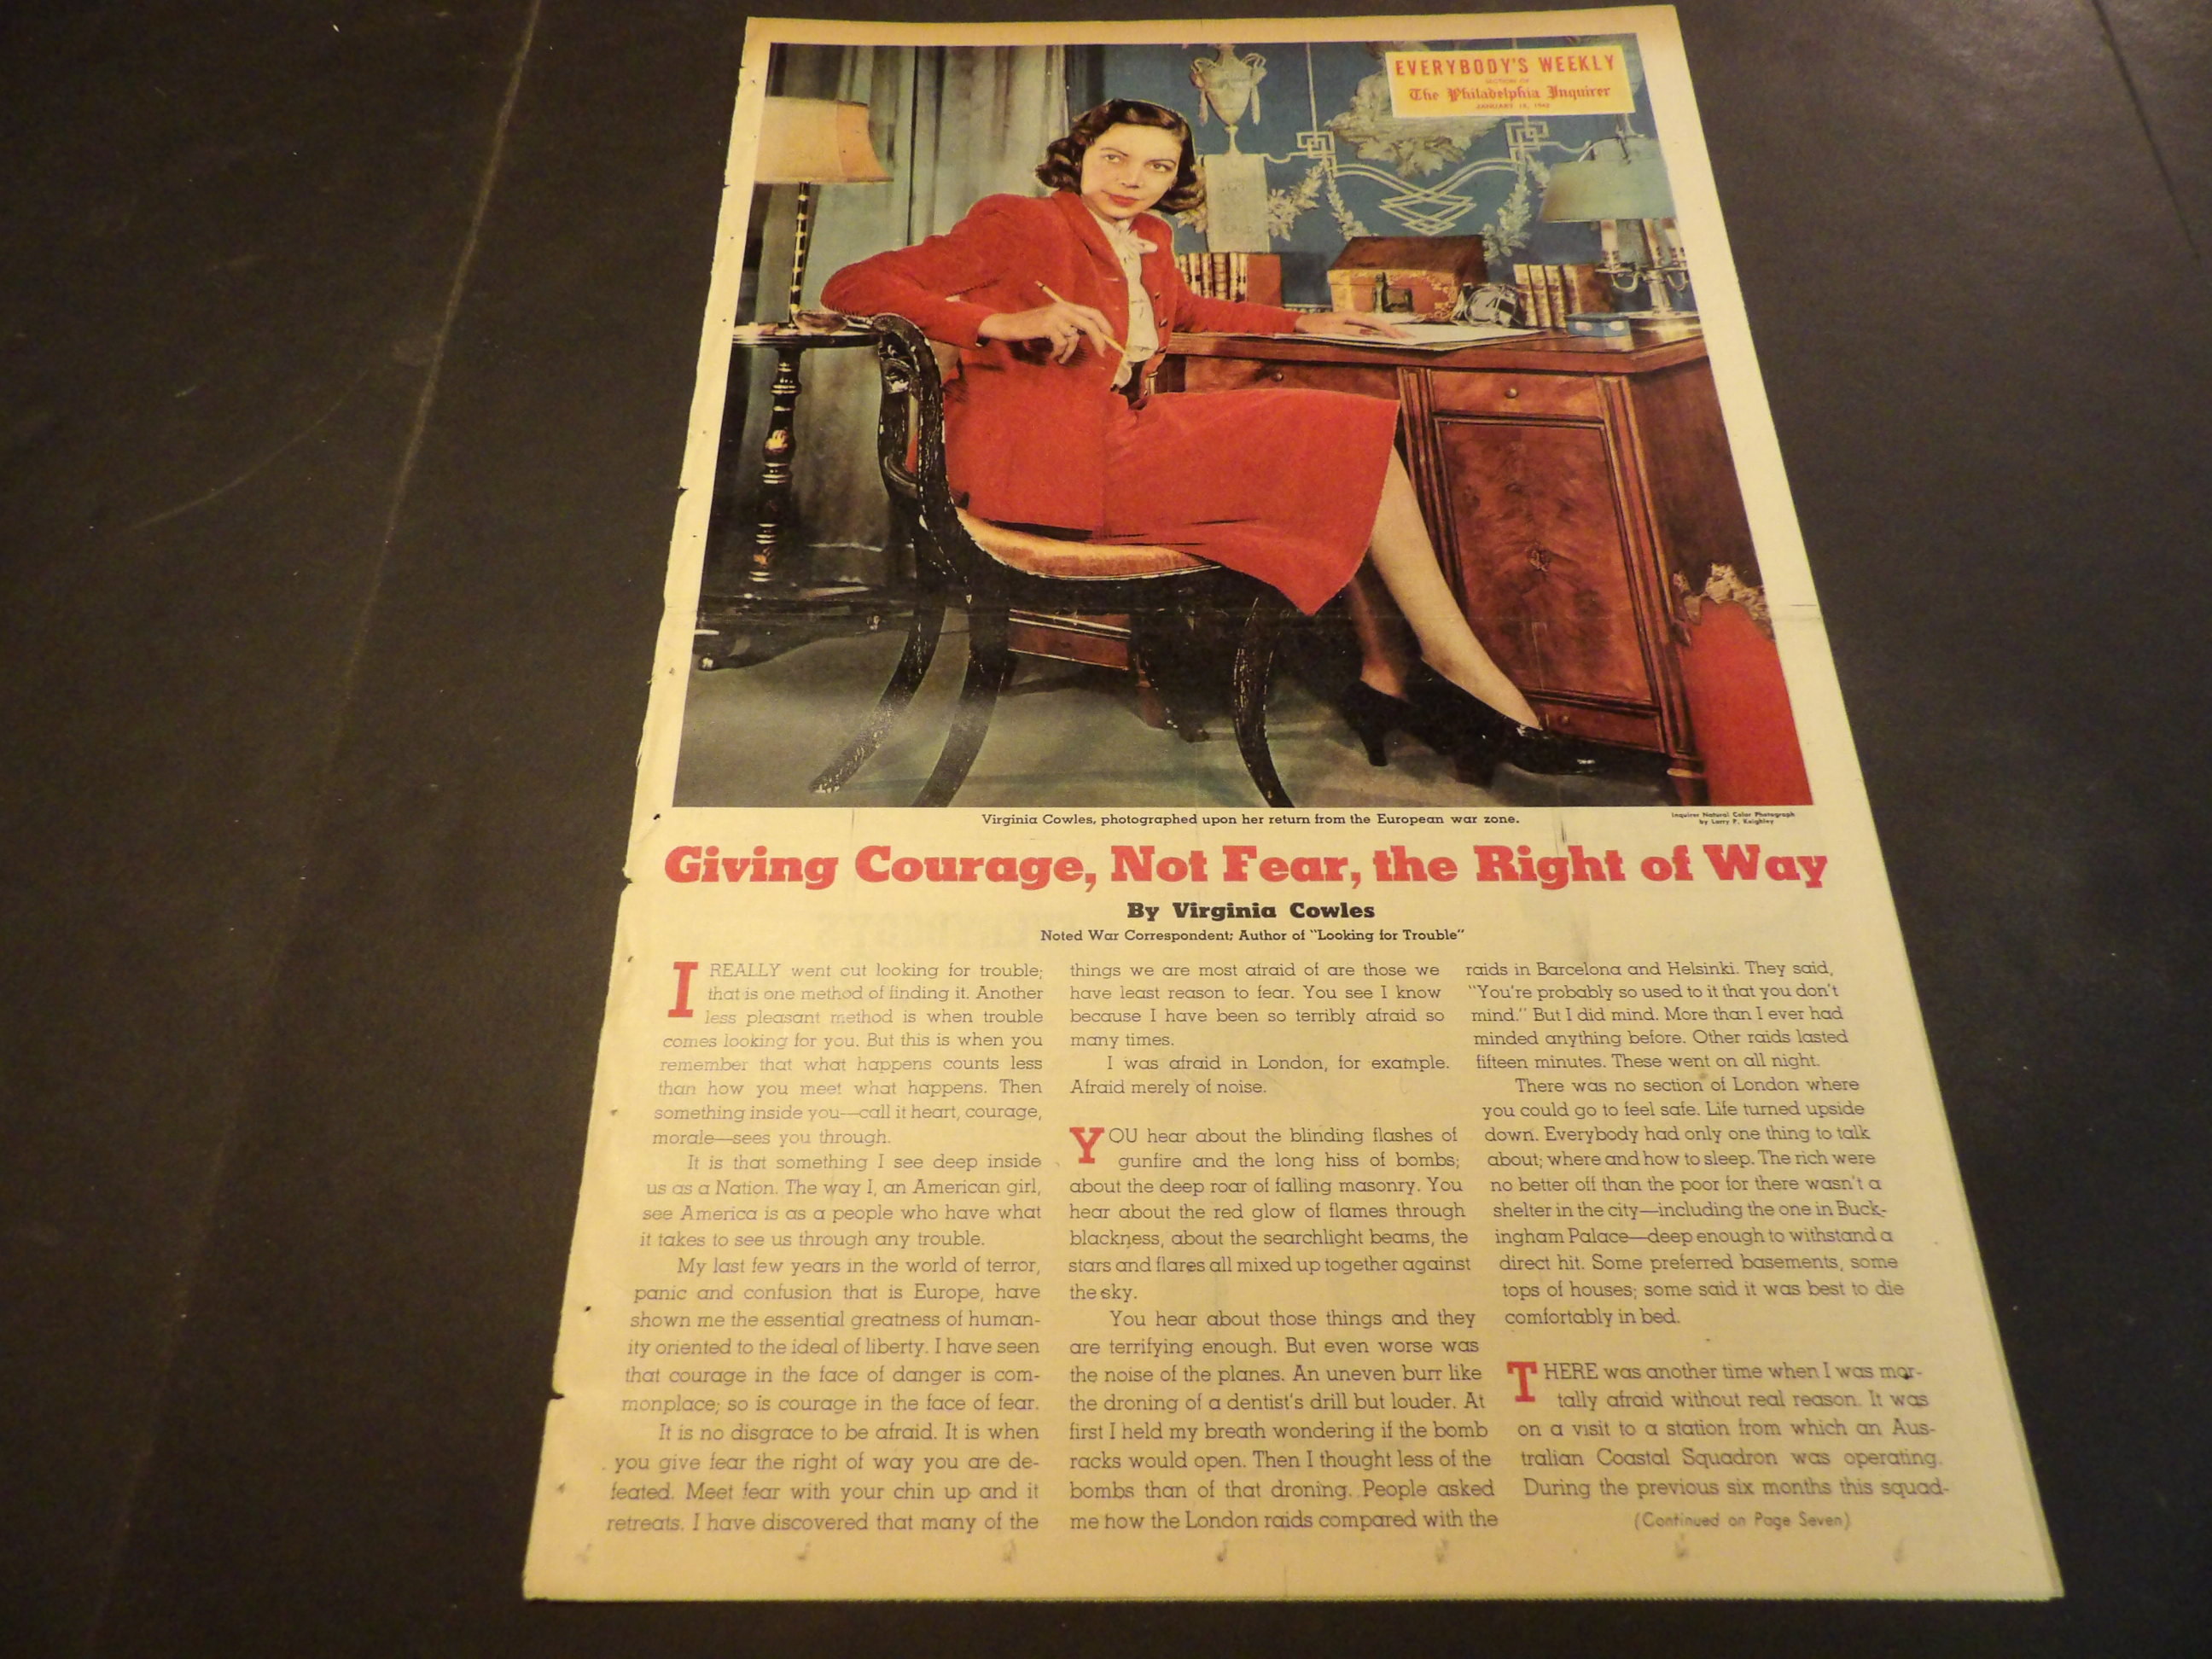 EVERYBODY'S WEEKLY
SECTION OF
The Philadelphia Inquirer
JANUARY 18, 1942
Virginia Cowles, photographed upon her return from the European war zone.
Inquirer Natural Color Photograph
by Larry F. Keighley
Giving Courage, Not Fear, the Right of Way
By Virginia Cowles
Noted War Correspondent; Author of "Looking for Trouble"
I REALLY went out looking for trouble;
that is one method of finding it. Another
less pleasant method is when trouble
comes looking for you. But this is when you
remember that what happens counts less
than how you meet what happens. Then
something inside you—call it heart, courage,
morale—sees you through.
It is that something I see deep inside
us as a Nation. The way I, an American girl,
see America is as a people who have what
it takes to see us through any trouble.
My last few years in the world of terror,
panic and confusion that is Europe, have
shown me the essential greatness of human-
ity oriented to the ideal of liberty. I have seen
that courage in the face of danger is com-
monplace; so is courage in the face of fear.
It is no disgrace to be afraid. It is when
you give fear the right of way you are de-
feated. Meet fear with your chin up and it
retreats. I have discovered that many of the
things we are most afraid of are those we
have least reason to fear. You see I know
because I have been so terribly afraid so
many times.
I was afraid in London, for example.
Afraid merely of noise.
YOU hear about the blinding flashes of
gunfire and the long hiss of bombs;
about the deep roar of falling masonry. You
hear about the red glow of flames through
blackness, about the searchlight beams, the
stars and flares all mixed up together against
the sky.
You hear about those things and they
are terrifying enough. But even worse was
the noise of the planes. An uneven burr like
the droning of a dentist's drill but louder. At
first I held my breath wondering if the bomb
racks would open. Then I thought less of the
bombs than of that droning. People asked
me how the London raids compared with the
raids in Barcelona and Helsinki. They said,
"You're probably so used to it that you don't
mind." But I did mind. More than I ever had
minded anything before. Other raids lasted
fifteen minutes. These went on all night.
There was no section of London where
you could go to feel safe. Life turned upside
down. Everybody had only one thing to talk
about; where and how to sleep. The rich were
no better off than the poor for there wasn't a
shelter in the city—including the one in Buck-
ingham Palace—deep enough to withstand a
direct hit. Some preferred basements, some
tops of houses; some said it was best to die
comfortably in bed.
THERE was another time when I was mor-
tally afraid without real reason. It was
on a visit to a station from which an Aus-
tralian Coastal Squadron was operating.
During the previous six months this squad-
(Continued on Page Seven)